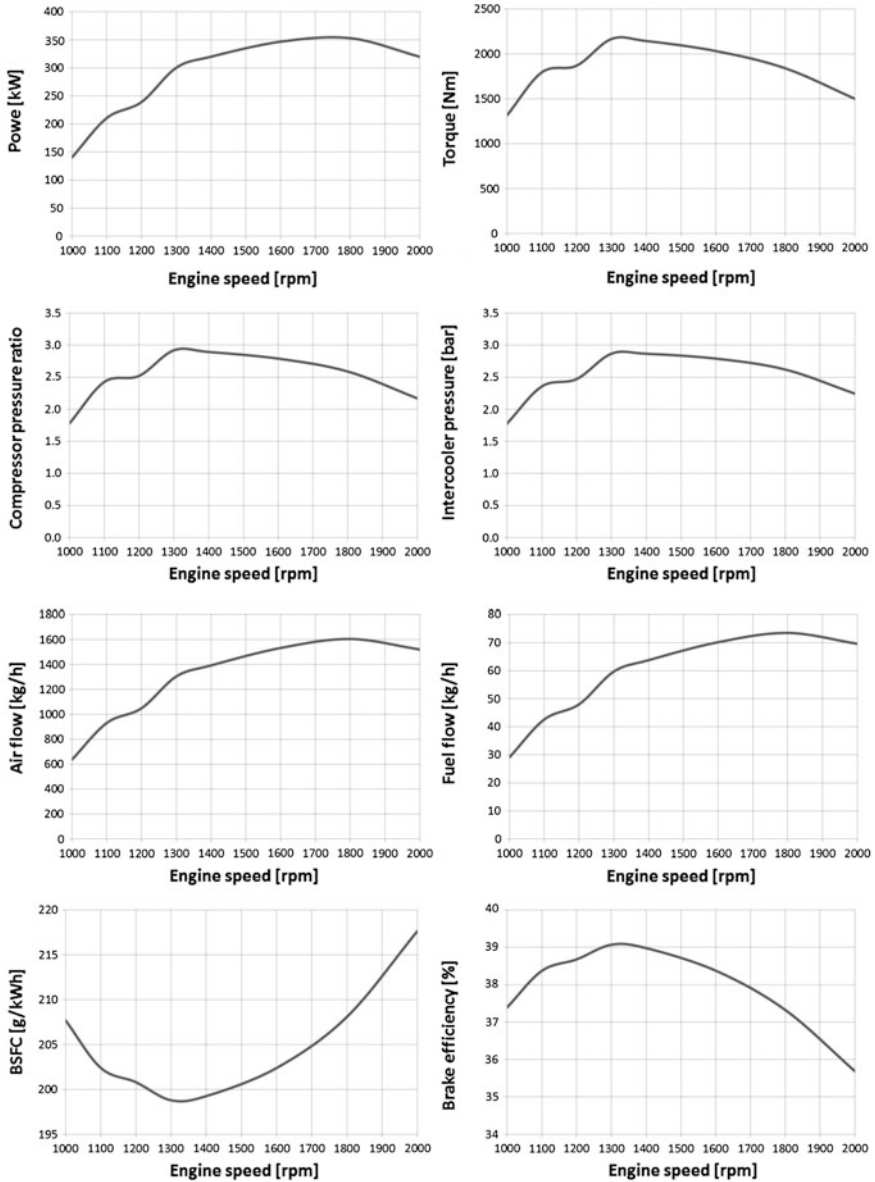 Powe [kW]
400
350
300
250
200
150
100
50
0
1000 1100 1200 1300 1400 1500 1600 1700 1800 1900 2000
Engine speed [rpm]
Torque [Nm]
2500
2000
1500
1000
500
0
1000 1100 1200 1300 1400 1500 1600 1700 1800 1900 2000
Engine speed [rpm]
Compressor pressure ratio
3.5
3.0
2.5
2.0
1.5
1.0
0.5
0.0
1000 1100 1200 1300 1400 1500 1600 1700 1800 1900 2000
Engine speed [rpm]
Intercooler pressure [bar]
3.5
3.0
2.5
2.0
1.5
1.0
0.5
0.0
1000 1100 1200 1300 1400 1500 1600 1700 1800 1900 2000
Engine speed [rpm]
Air flow [kg/h]
1800
1600
1400
1200
1000
800
600
400
200
0
1000 1100 1200 1300 1400 1500 1600 1700 1800 1900 2000
Engine speed [rpm]
Fuel flow [kg/h]
80
70
60
50
40
30
20
10
0
1000 1100 1200 1300 1400 1500 1600 1700 1800 1900 2000
Engine speed [rpm]
BSFC [g/kWh]
220
215
210
205
200
195
1000 1100 1200 1300 1400 1500 1600 1700 1800 1900 2000
Engine speed [rpm]
Brake efficiency [%]
40
39
38
37
36
35
34
1000 1100 1200 1300 1400 1500 1600 1700 1800 1900 2000
Engine speed [rpm]